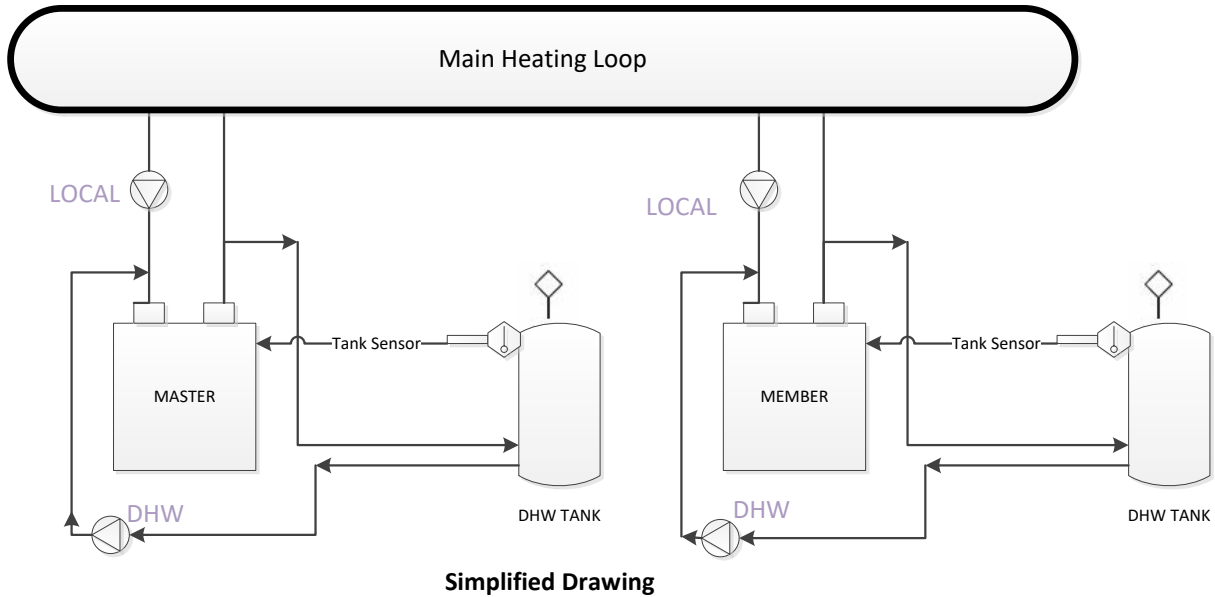 Main Heating Loop
LOCAL
LOCAL
Tank Sensor
Tank Sensor
MASTER
MEMBER
DHW
DHW
DHW TANK
DHW TANK
Simplified Drawing